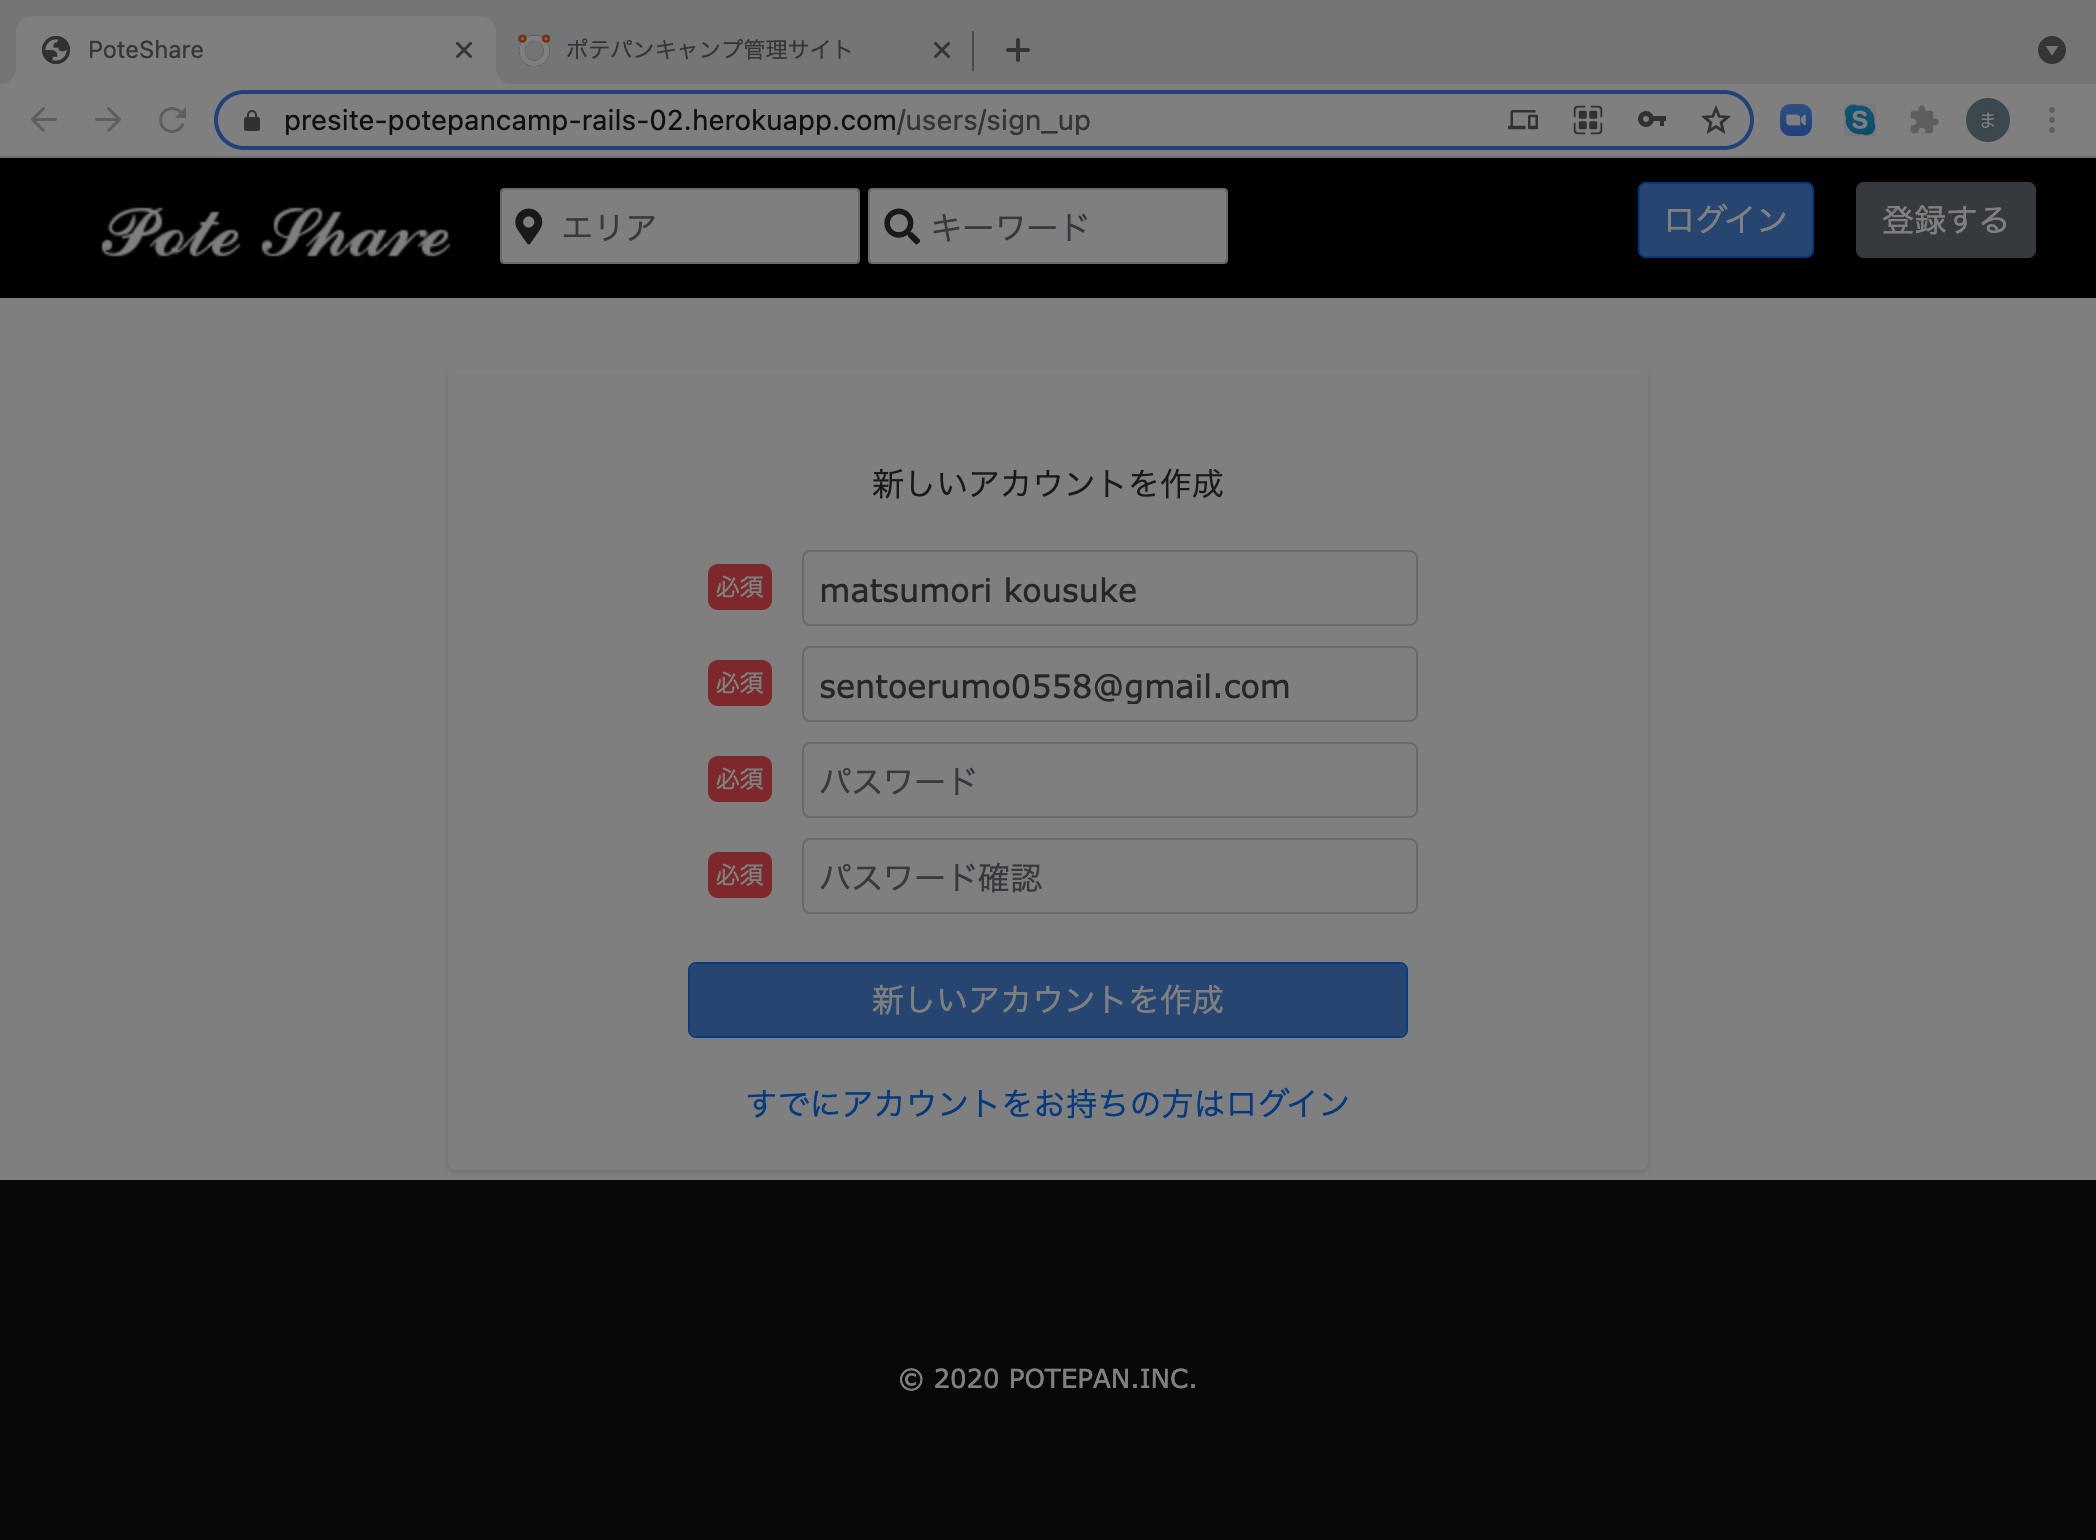 PoteShare
ポテパンキャンプ管理サイト
presite-potepancamp-rails-02.herokuapp.com/users/sign_up
S
ま
Pote Share
エリア
キーワード
ログイン
登録する
新しいアカウントを作成
必須 matsumori kousuke
必須 sentoerumo0558@gmail.com
必須 パスワード
必須 パスワード確認
新しいアカウントを作成
すでにアカウントをお持ちの方はログイン
© 2020 POTEPAN.INC.